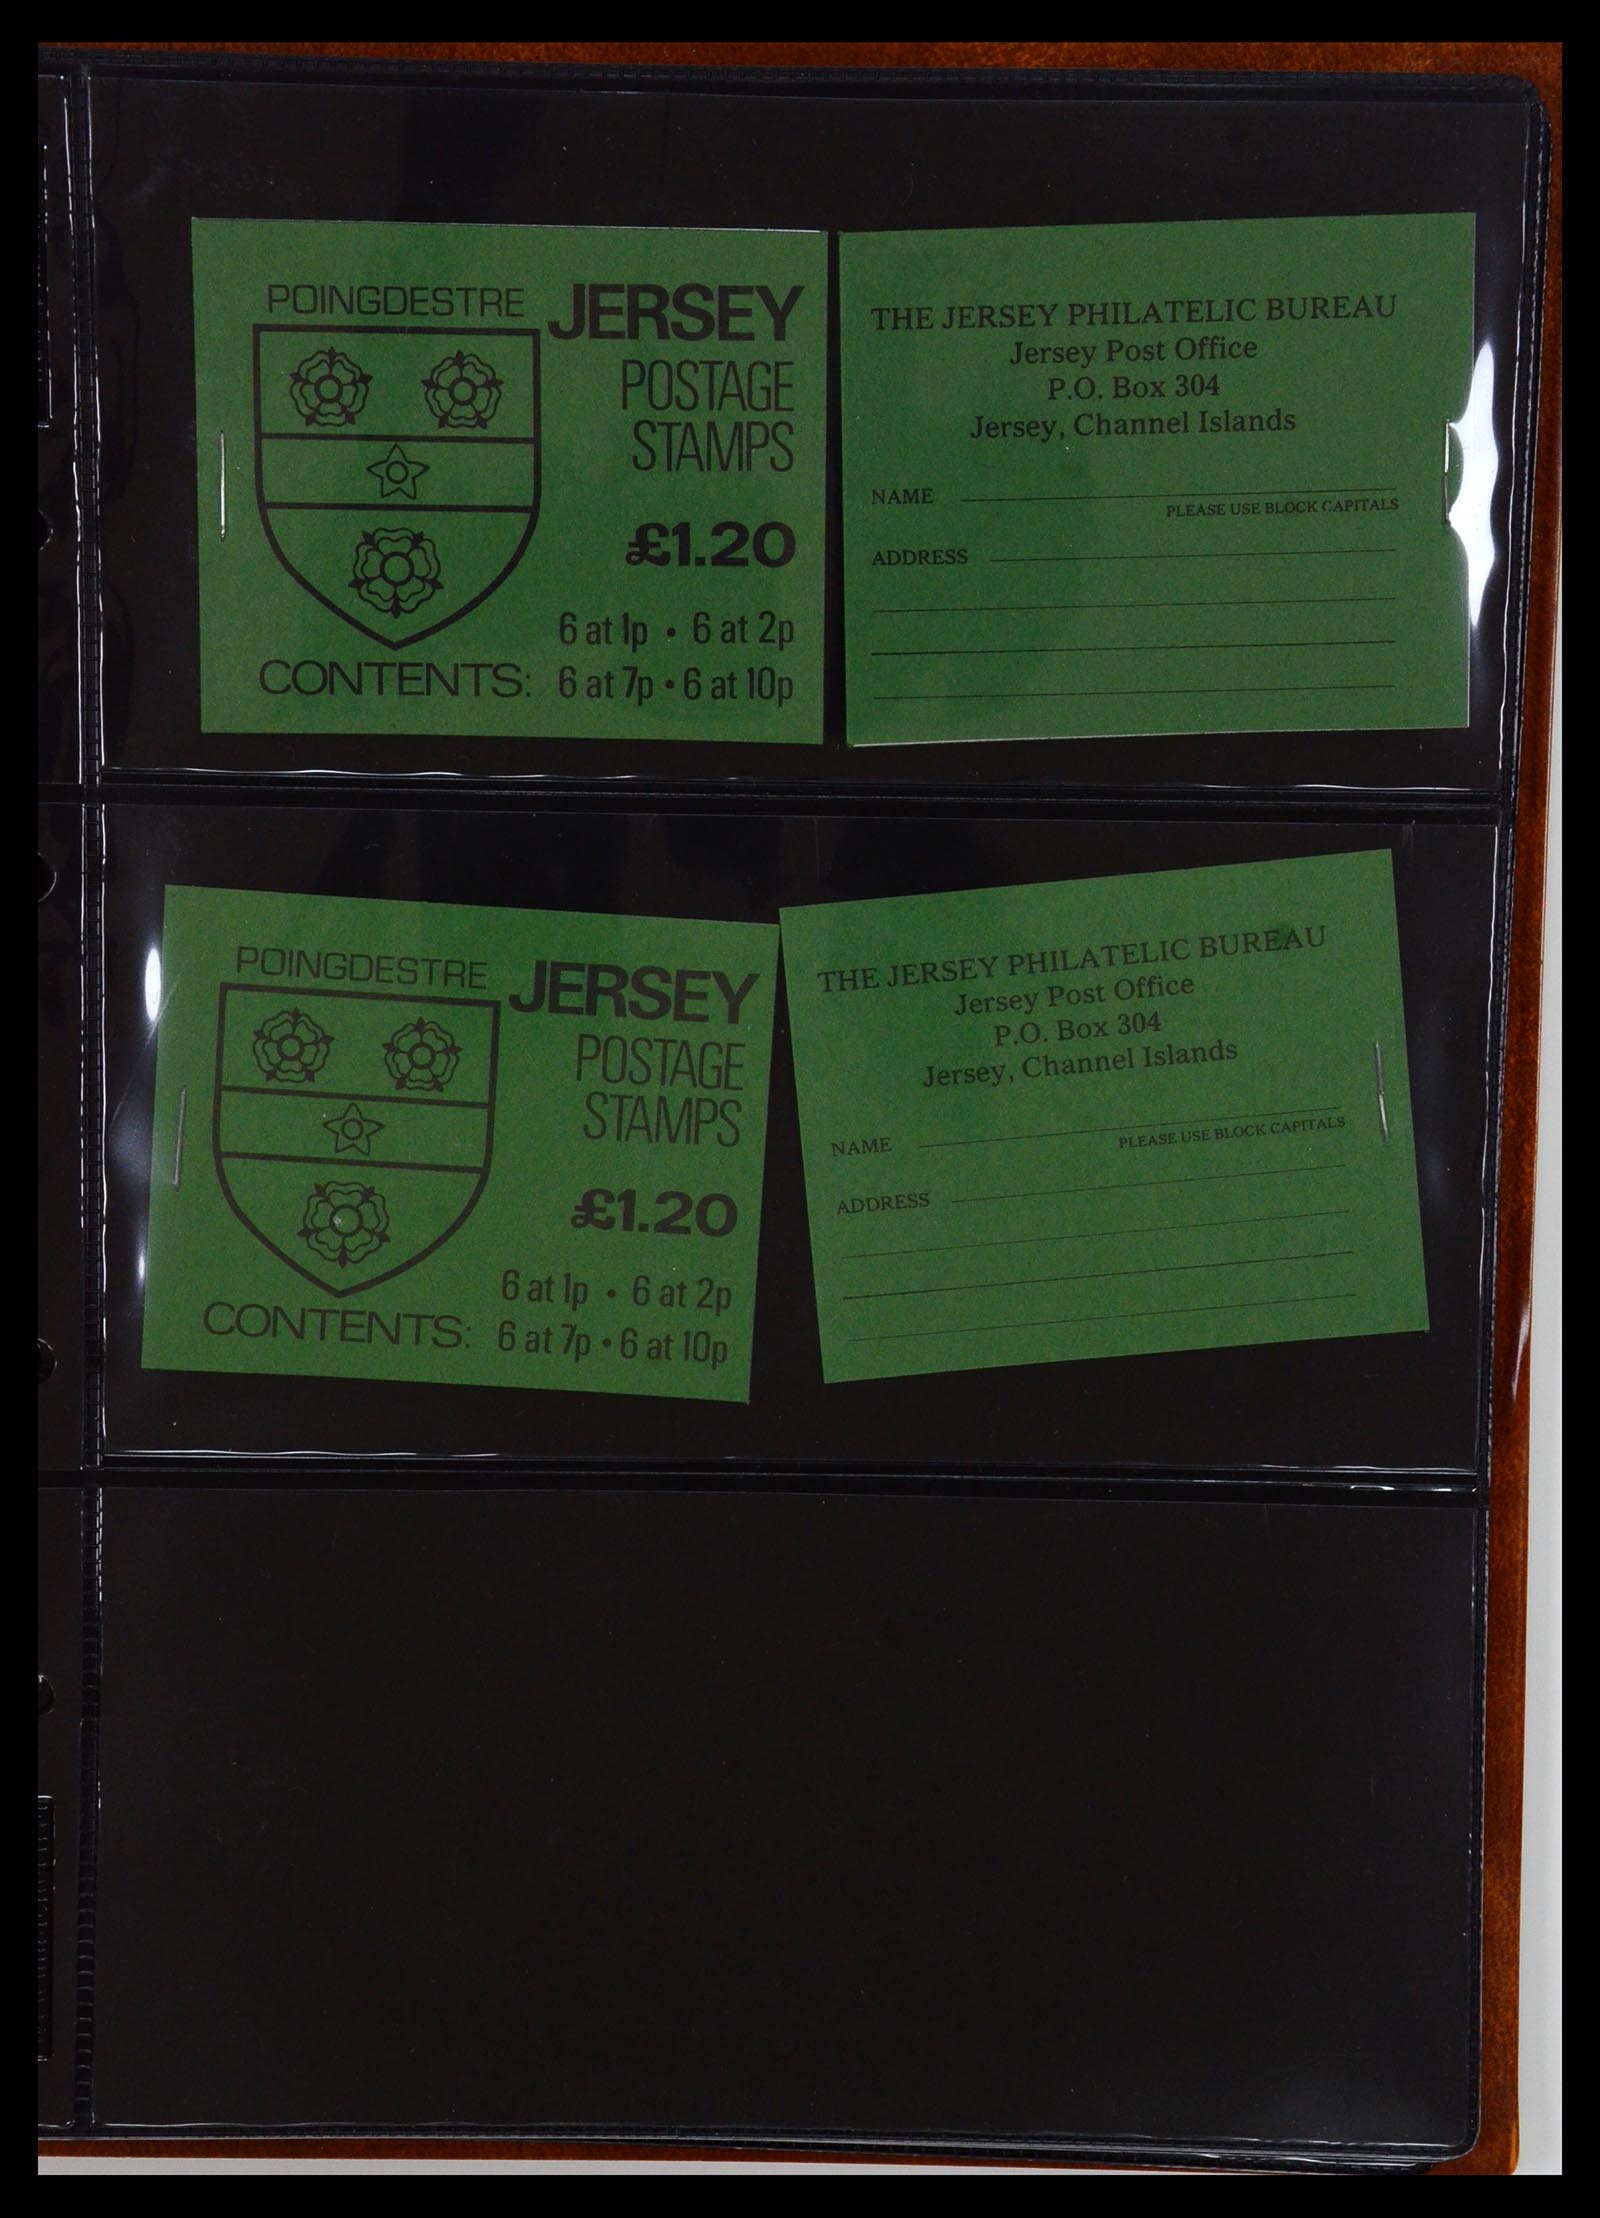 POINGDESTRE
JERSEY
POSTAGE
STAMPS
£1.20
6 at 1p • 6 at 2p
CONTENTS: 6 at 7p • 6 at 10p
THE JERSEY PHILATELIC BUREAU
Jersey Post Office
P.O. Box 304
Jersey, Channel Islands
NAME
PLEASE USE BLOCK CAPITALS
ADDRESS
POINGDESTRE
JERSEY
POSTAGE
STAMPS
£1.20
6 at 1p • 6 at 2p
CONTENTS: 6 at 7p • 6 at 10p
THE JERSEY PHILATELIC BUREAU
Jersey Post Office
P.O. Box 304
Jersey, Channel Islands
NAME
PLEASE USE BLOCK CAPITALS
ADDRESS